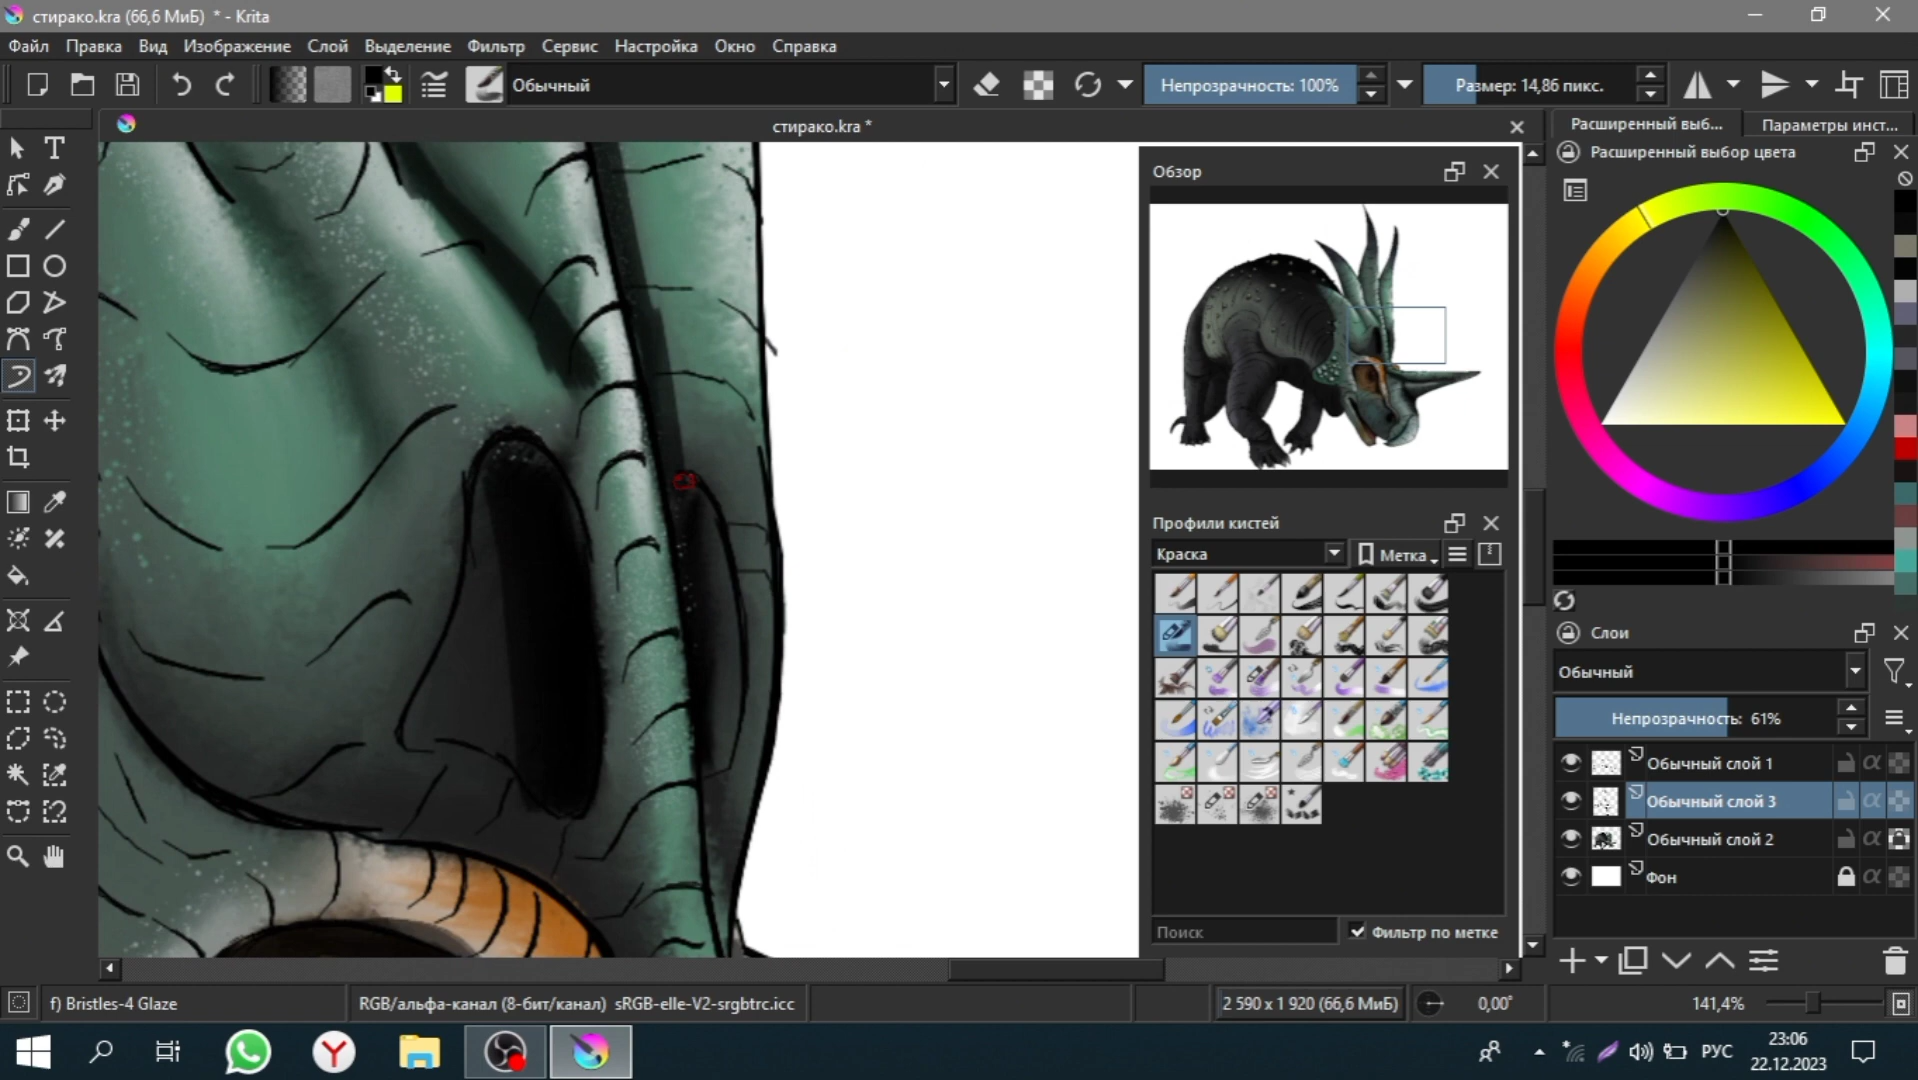 стирако.kra (66,6 МиБ) * - Krita
Файл Правка Вид Изображение Слой Выделение Фильтр Сервис Настройка Окно Справка
Обычный
Непрозрачность: 100%
Размер: 14,86 пикс.
стирако.kra *
Расширенный выб...
Параметры инст...
Обзор
Расширенный выбор цвета
Профили кистей
Краска
Метка
Слои
Обычный
Непрозрачность: 61%
Обычный слой 1
Обычный слой 3
Обычный слой 2
Фон
Поиск
Фильтр по метке
f) Bristles-4 Glaze
RGB/альфа-канал (8-бит/канал) sRGB-elle-V2-srgbtrc.icc
2 590 x 1 920 (66,6 МиБ)
0,00°
141,4%
РУС
23:06
22.12.2023